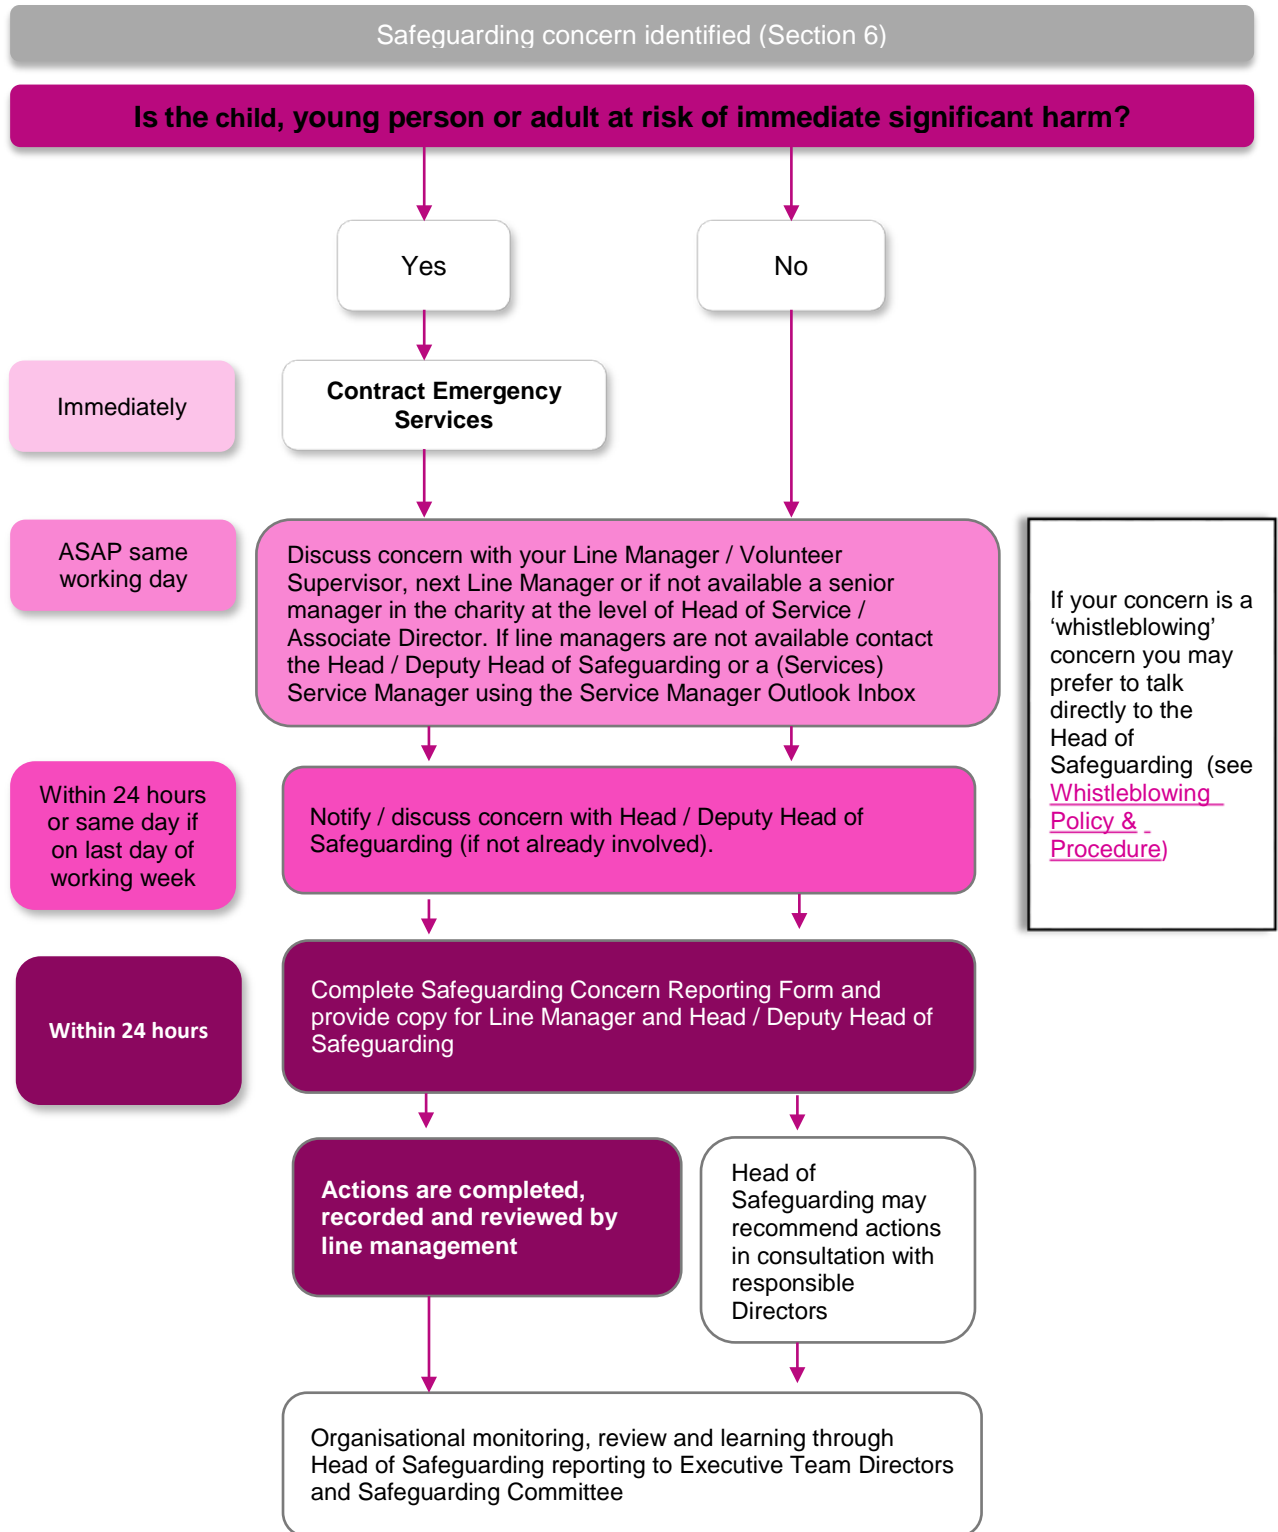 Safeguarding concern identified (Section 6)
Is the child, young person or adult at risk of immediate significant harm?
Yes
No
Immediately
Contract Emergency
Services
ASAP same
working day
Discuss concern with your Line Manager / Volunteer
Supervisor, next Line Manager or if not available a senior
manager in the charity at the level of Head of Service /
Associate Director. If line managers are not available contact
the Head / Deputy Head of Safeguarding or a (Services)
Service Manager using the Service Manager Outlook Inbox
If your concern is a
‘whistleblowing’
concern you may
prefer to talk
directly to the
Head of
Safeguarding (see
Whistleblowing
Policy &
Procedure)
Within 24 hours
or same day if
on last day of
working week
Notify / discuss concern with Head / Deputy Head of
Safeguarding (if not already involved).
Within 24 hours
Complete Safeguarding Concern Reporting Form and
provide copy for Line Manager and Head / Deputy Head of
Safeguarding
Actions are completed,
recorded and reviewed by
line management
Head of
Safeguarding may
recommend actions
in consultation with
responsible
Directors
Organisational monitoring, review and learning through
Head of Safeguarding reporting to Executive Team Directors
and Safeguarding Committee